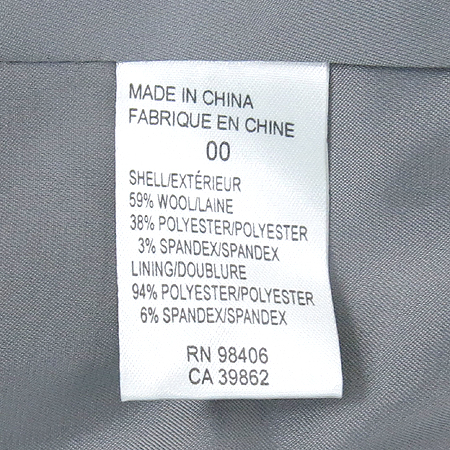 MADE IN CHINA
FABRIQUE EN CHINE
00
SHELL/EXTÉRIEUR
59% WOOL/LAINE
38% POLYESTER/POLYESTER
3% SPANDEX/SPANDEX
LINING/DOUBLURE
94% POLYESTER/POLYESTER
6% SPANDEX/SPANDEX
RN 98406
CA 39862